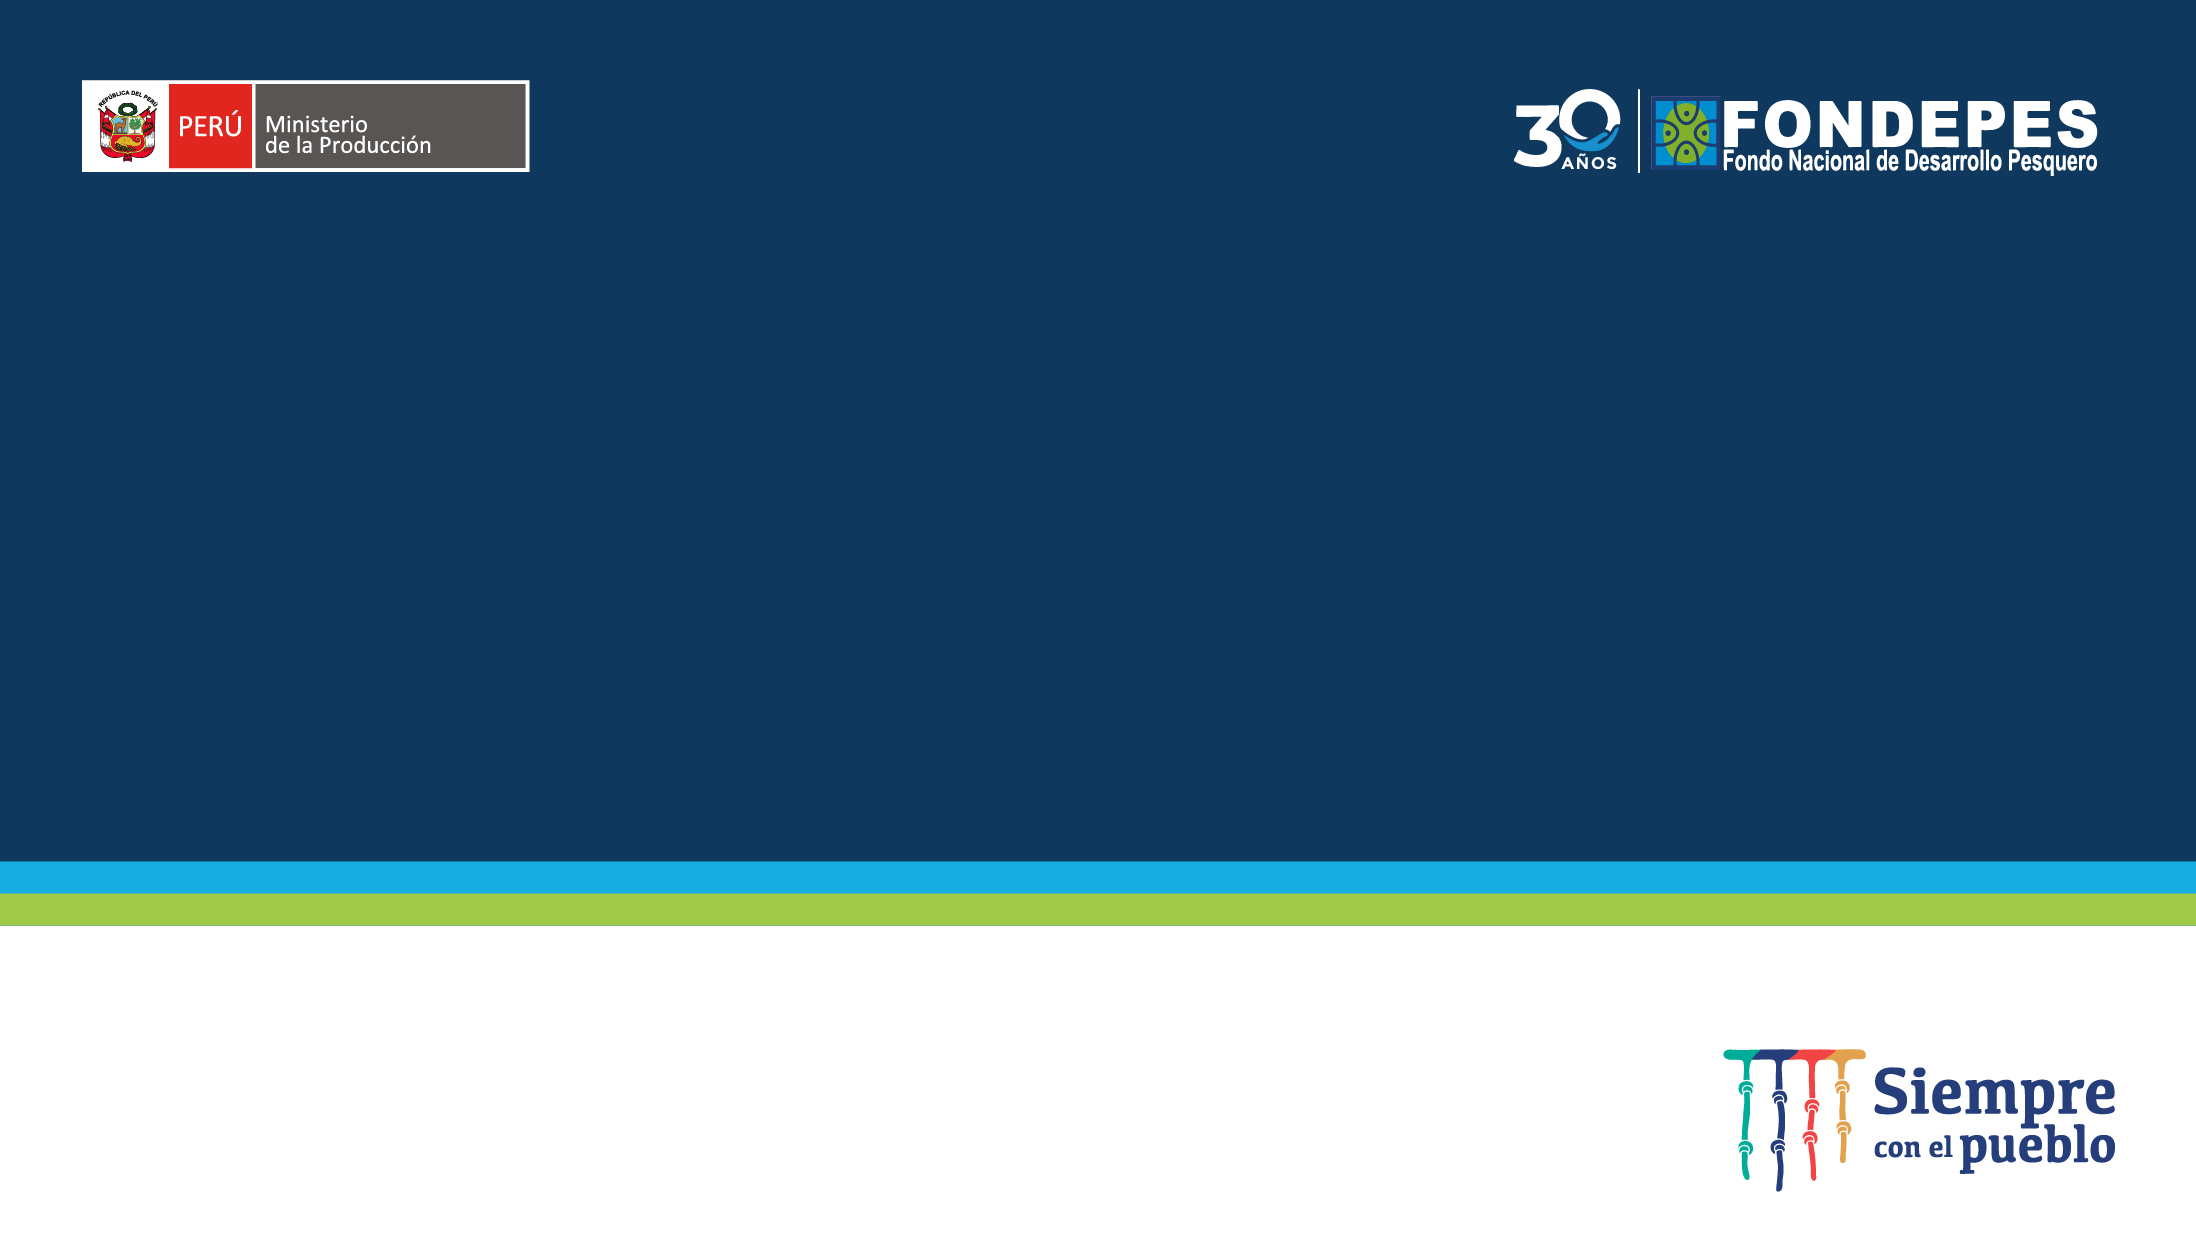 REPÚBLICA DEL PERÚ
PERÚ
Ministerio
de la Producción
30
AÑOS
FONDEPES
Fondo Nacional de Desarrollo Pesquero
Siempre
con el pueblo